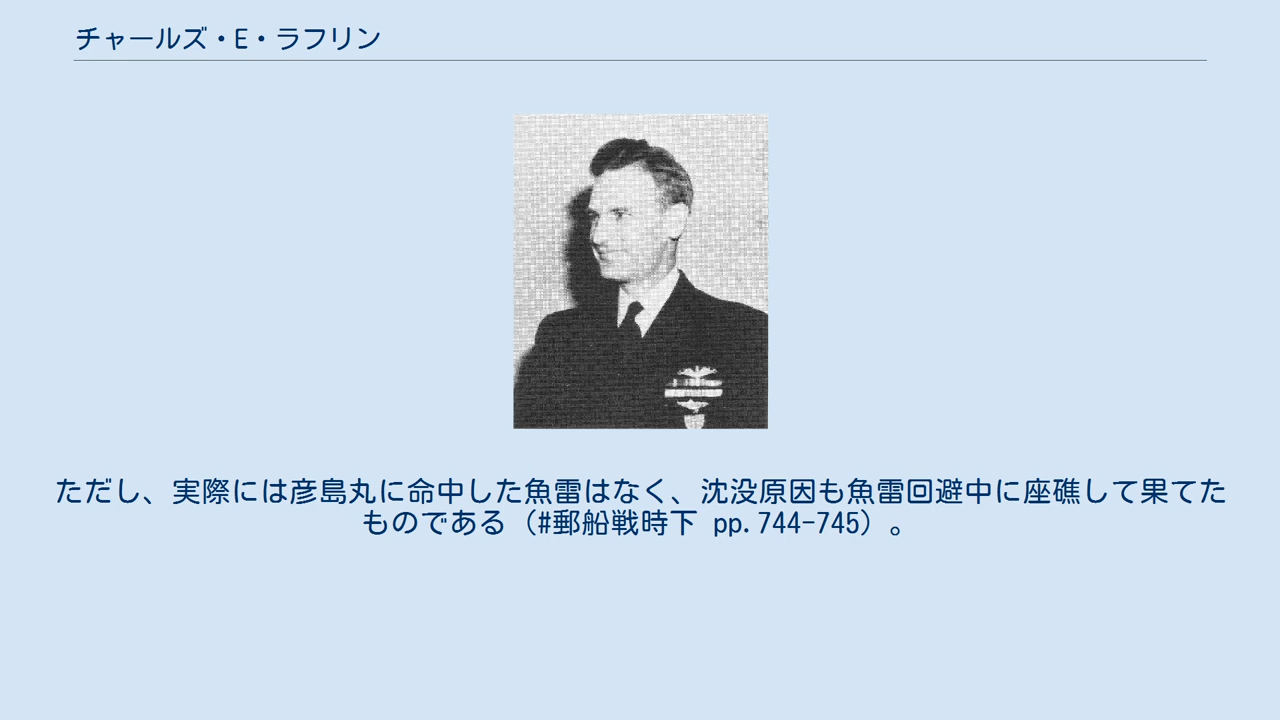 チャールズ・E・ラフリン
ただし、実際には彦島丸に命中した魚雷はなく、沈没原因も魚雷回避中に座礁して果てた
ものである（#郵船戦時下 pp.744-745）。